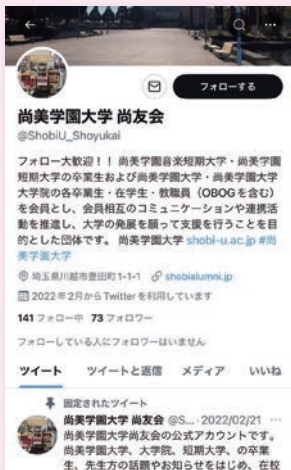 フォローする
尚美学園大学 尚友会
@ShobiU_Shoyukai
フォロー大歓迎！！ 尚美学園音楽短期大学・尚美学園
短期大学の卒業生および尚美学園大学・尚美学園大学
大学院の各卒業生・在学生・教職員（OBOGを含む）
を会員とし、会員相互のコミュニケーションや連携活
動を推進し、大学の発展を願って支援を行うことを目
的とした団体です。 尚美学園大学 shobi-u.ac.jp #尚
美学園大学
埼玉県川越市豊田町1-1-1 shobialumni.jp
2022年2月からTwitterを利用しています
141 フォロー中 73 フォロワー
フォローしている人にフォロワーはいません
ツイート ツイートと返信 メディア いいね
固定されたツイート
尚美学園大学 尚友会 @S... · 2022/02/21
尚美学園大学尚友会の公式アカウントです。
尚美学園大学、大学院、短期大学、の卒業
生、先生方の話題やお知らせをはじめ、在校